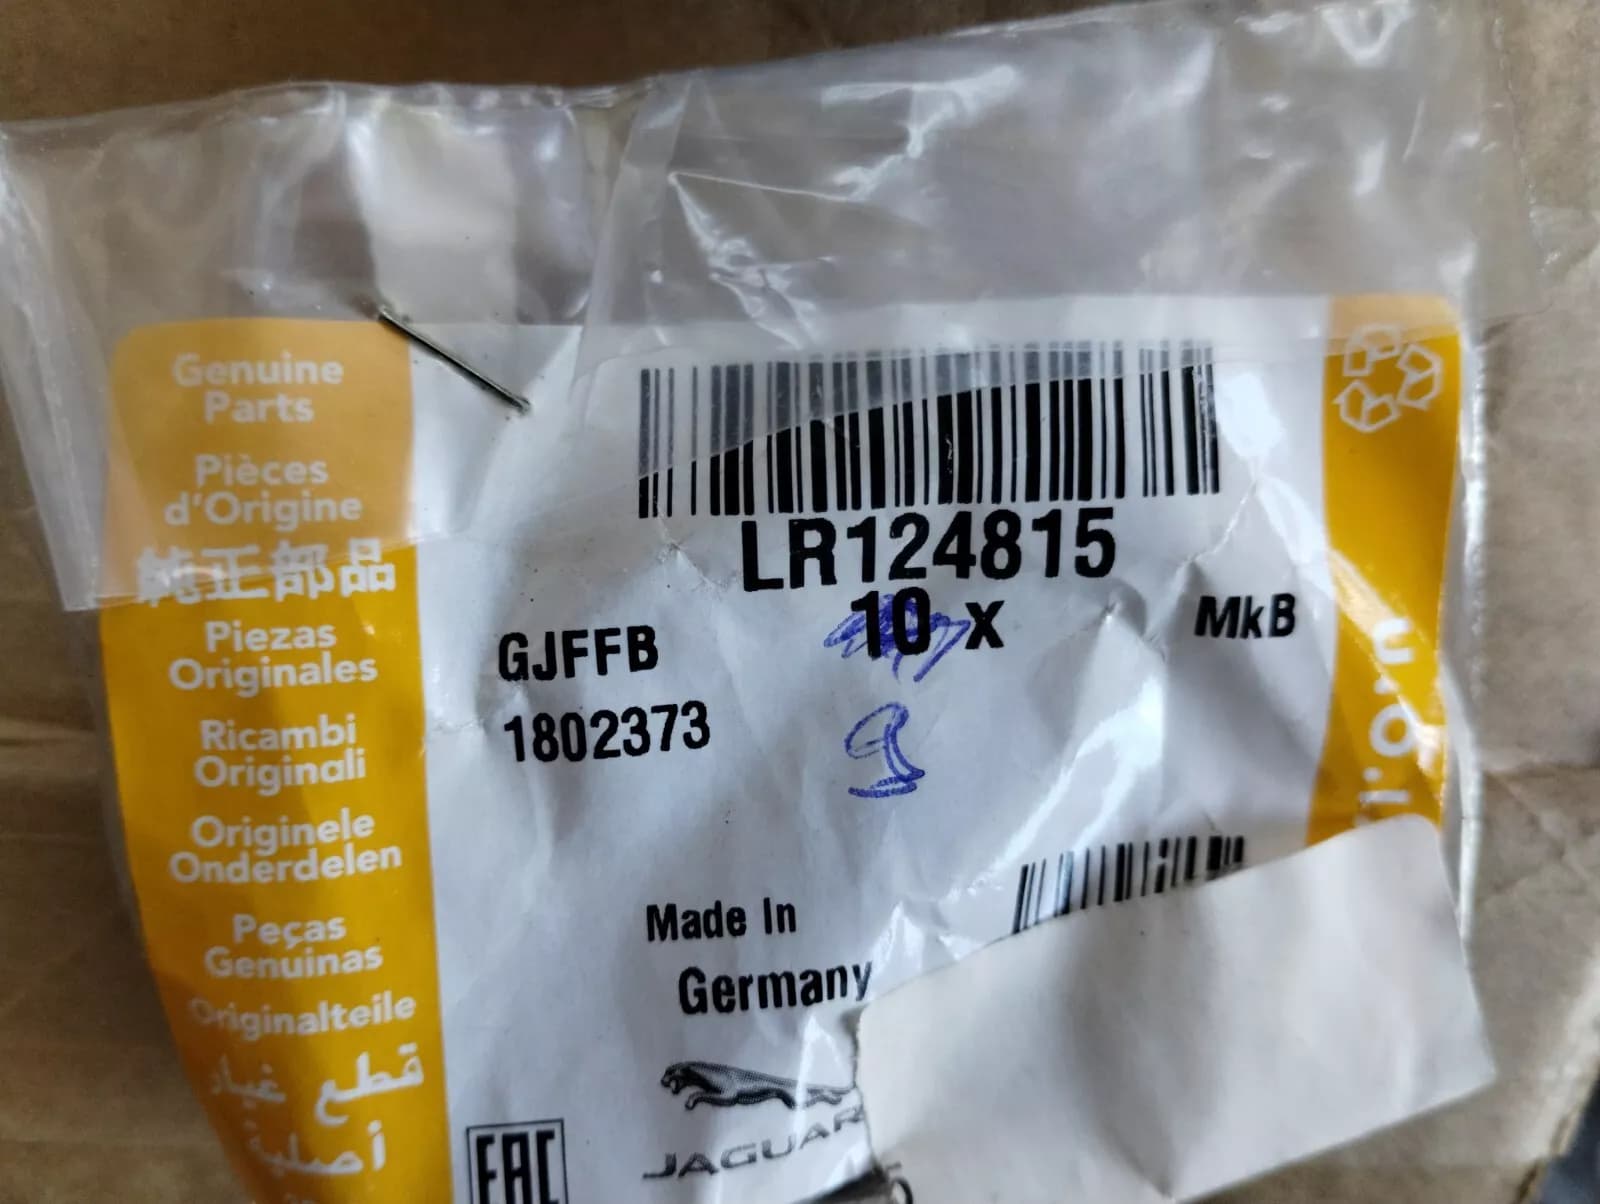 Genuine
Parts
Pièces
d'Origine
純正部品
Piezas
Originales
Ricambi
Originali
Originele
Onderdelen
Peças
Genuinas
Originalteile
قطع غيار
أصلية
LR124815
10 x
GJFFB
MkB
1802373
9
Made In
Germany
JAGUAR
EAC